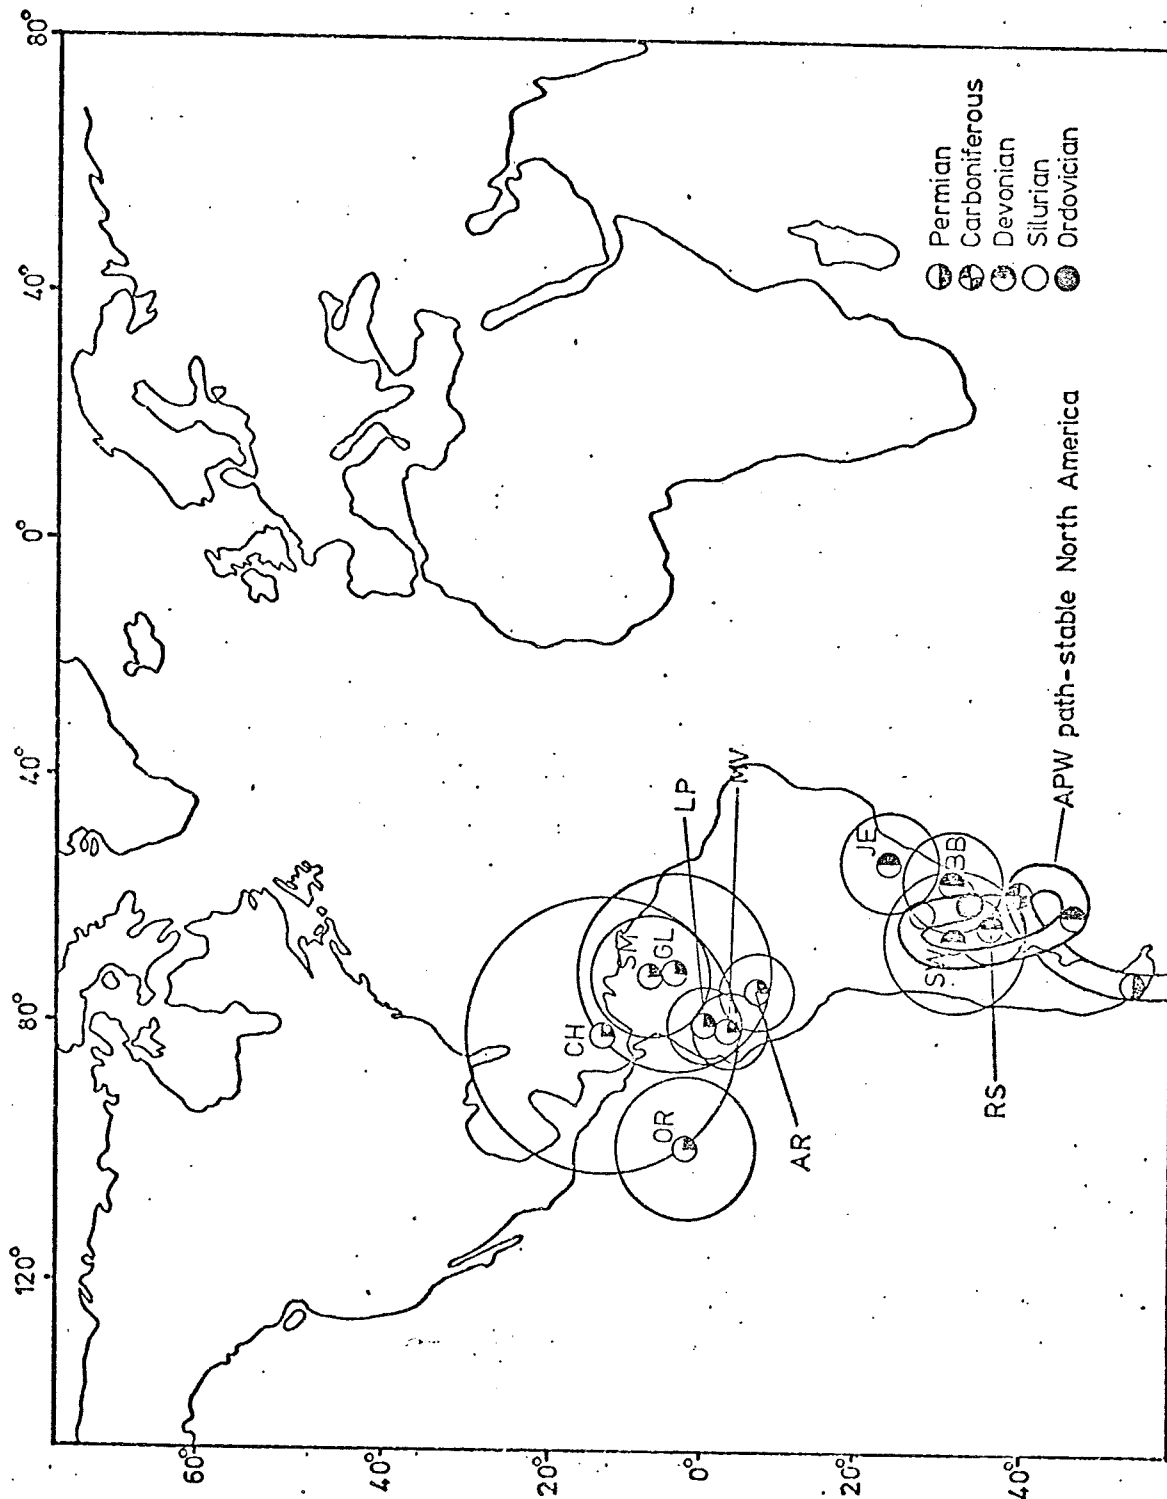 120°
80°
40°
0°
40°
80°
60°
40°
20°
0°
20°
40°
CH
SM
GL
OR
LP
MV
AR
JE
BB
RS
Permian
Carboniferous
Devonian
Silurian
Ordovician
APW path-stable North America